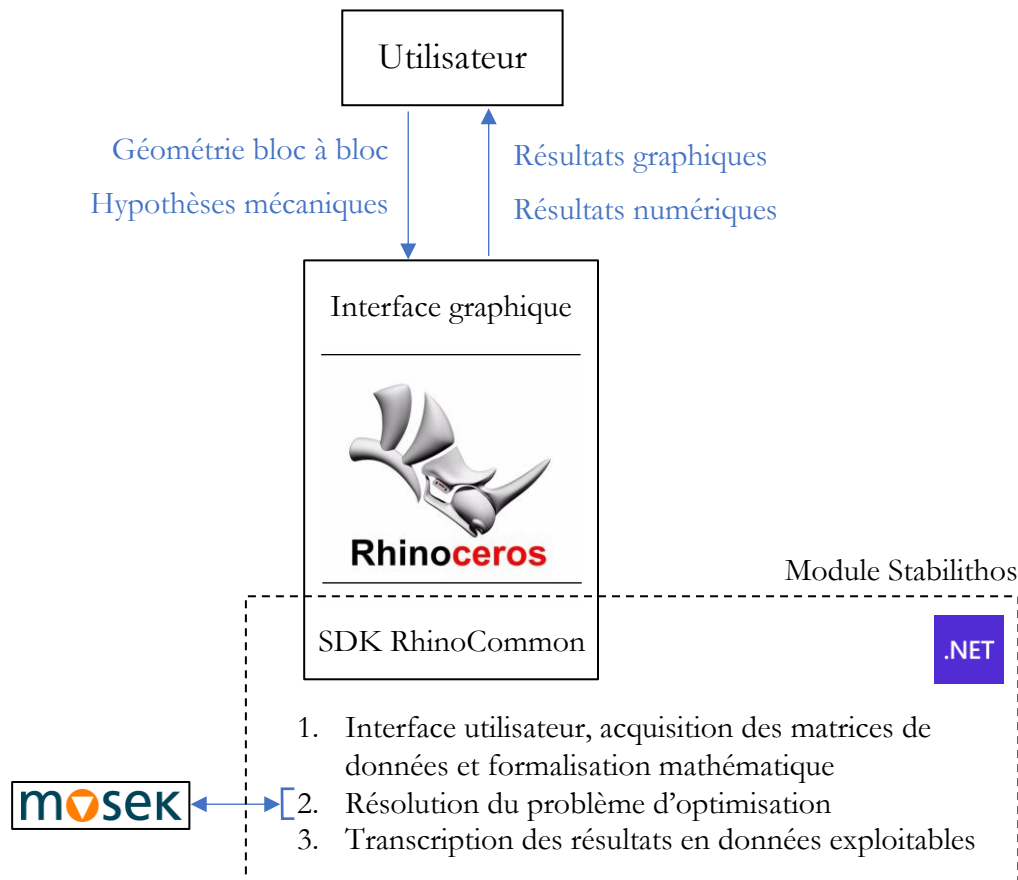 Utilisateur
Géométrie bloc à bloc
Hypothèses mécaniques
Résultats graphiques
Résultats numériques
Interface graphique
Rhinoceros
Module Stabilithos
SDK RhinoCommon
.NET
1. Interface utilisateur, acquisition des matrices de
données et formalisation mathématique
mosek
2. Résolution du problème d’optimisation
3. Transcription des résultats en données exploitables